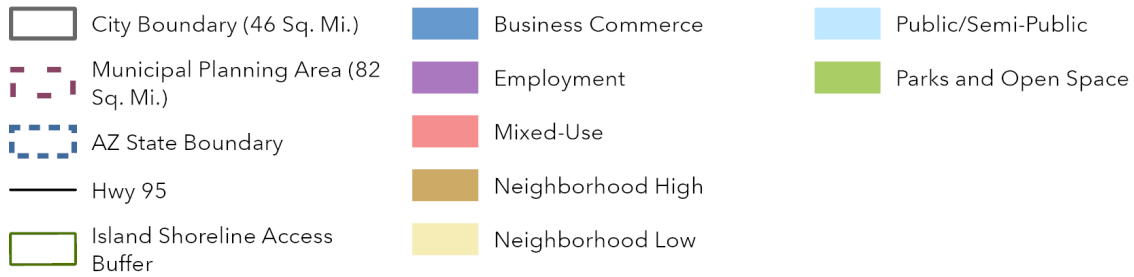 City Boundary (46 Sq. Mi.)
Municipal Planning Area (82
Sq. Mi.)
AZ State Boundary
Hwy 95
Island Shoreline Access
Buffer
Business Commerce
Employment
Mixed-Use
Neighborhood High
Neighborhood Low
Public/Semi-Public
Parks and Open Space